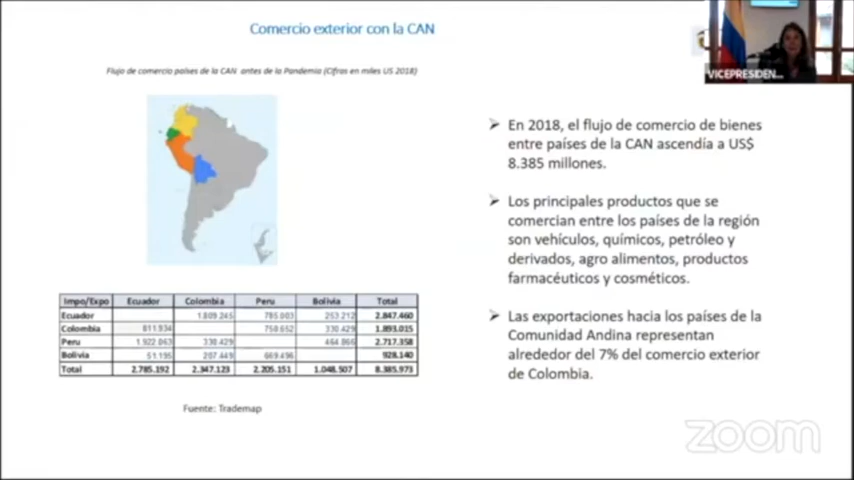 Comercio exterior con la CAN
VICEPRESIDEN...
Flujo de comercio países de la CAN antes de la Pandemia (Cifras en miles US 2018)
En 2018, el flujo de comercio de bienes
entre países de la CAN ascendía a US$
8.385 millones.
Los principales productos que se
comercian entre los países de la región
son vehículos, químicos, petróleo y
derivados, agro alimentos, productos
farmacéuticos y cosméticos.
Las exportaciones hacia los países de la
Comunidad Andina representan
alrededor del 7% del comercio exterior
de Colombia.
Impo/Expo Ecuador Colombia Peru Bolivia Total
Ecuador 1.809.245 785.003 253.212 2.847.460
Colombia 811.934 750.652 330.429 1.893.015
Peru 1.922.063 330.429 464.866 2.717.358
Bolivia 51.195 207.449 669.496 928.140
Total 2.785.192 2.347.123 2.205.151 1.048.507 8.385.973
Fuente: Trademap
zoom